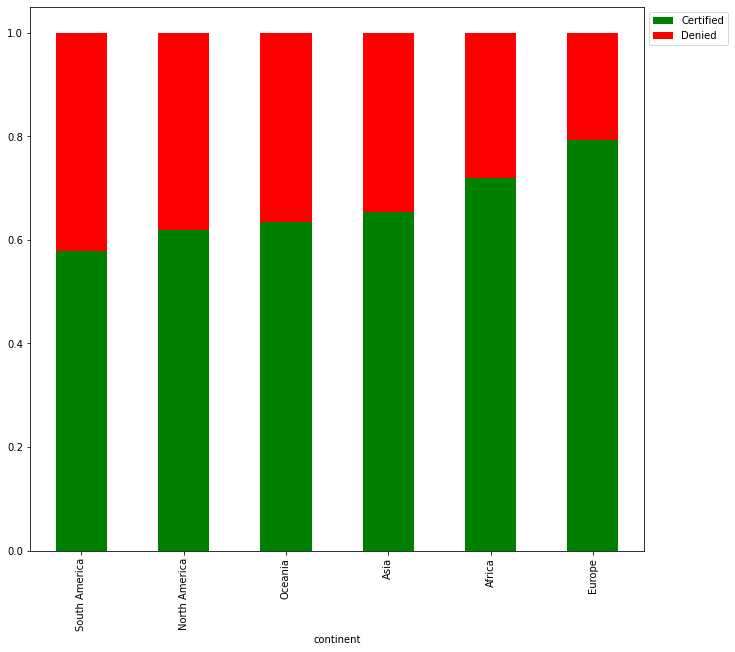 Certified
Denied
1.0
0.8
0.6
0.4
0.2
0.0
South America
North America
Oceania
Asia
Africa
Europe
continent